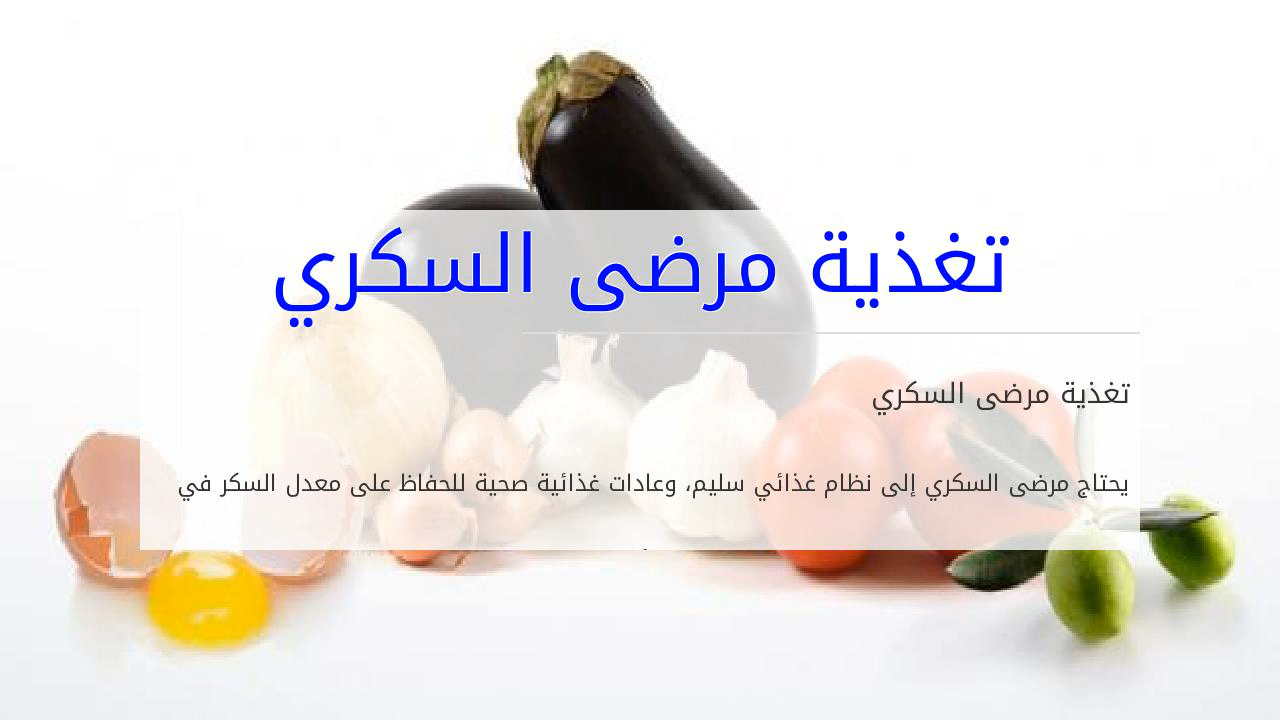 تغذية مرضى السكري
تغذية مرضى السكري
يحتاج مرضى السكري إلى نظام غذائي سليم، وعادات غذائية صحية للحفاظ على معدل السكر في